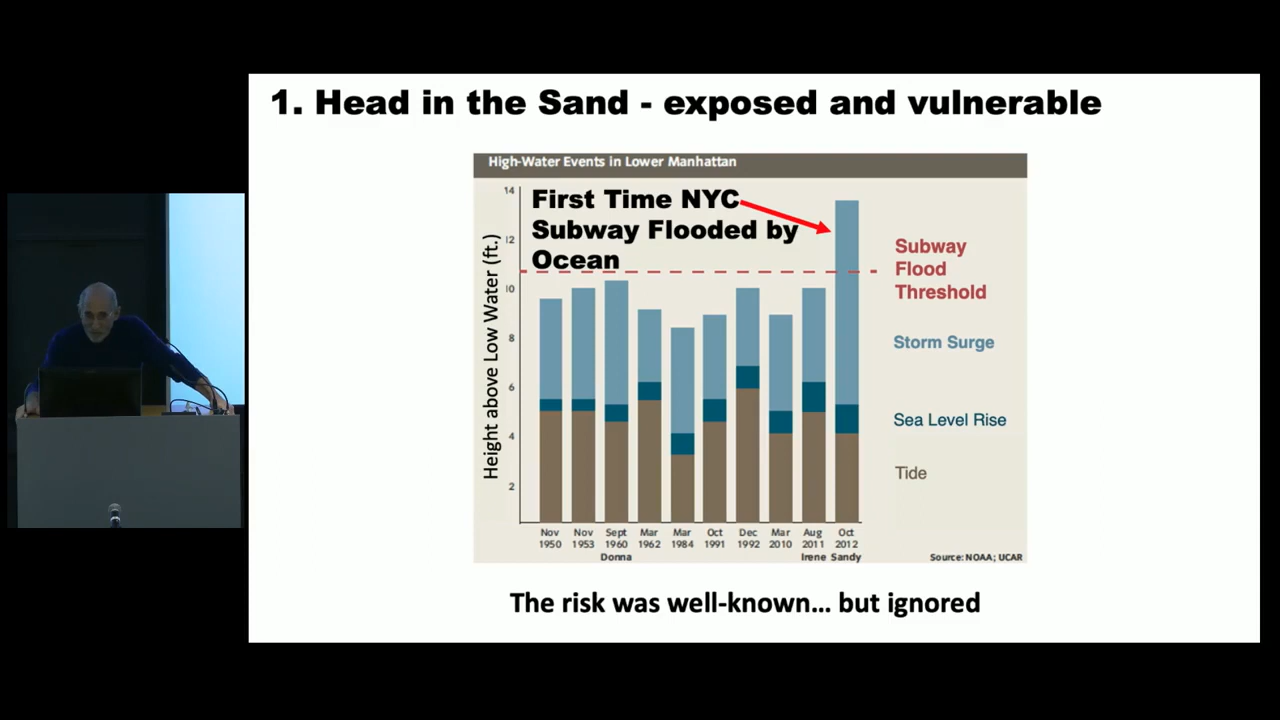 1. Head in the Sand - exposed and vulnerable
High-Water Events in Lower Manhattan
First Time NYC
Subway Flooded by
Ocean
Height above Low Water (ft.)
14
12
10
8
6
4
2
Subway
Flood
Threshold
Storm Surge
Sea Level Rise
Tide
Nov Nov Sept Mar Mar Oct Dec Mar Aug Oct
1950 1953 1960 1962 1984 1991 1992 2010 2011 2012
Donna Irene Sandy
Source: NOAA; UCAR
The risk was well-known... but ignored